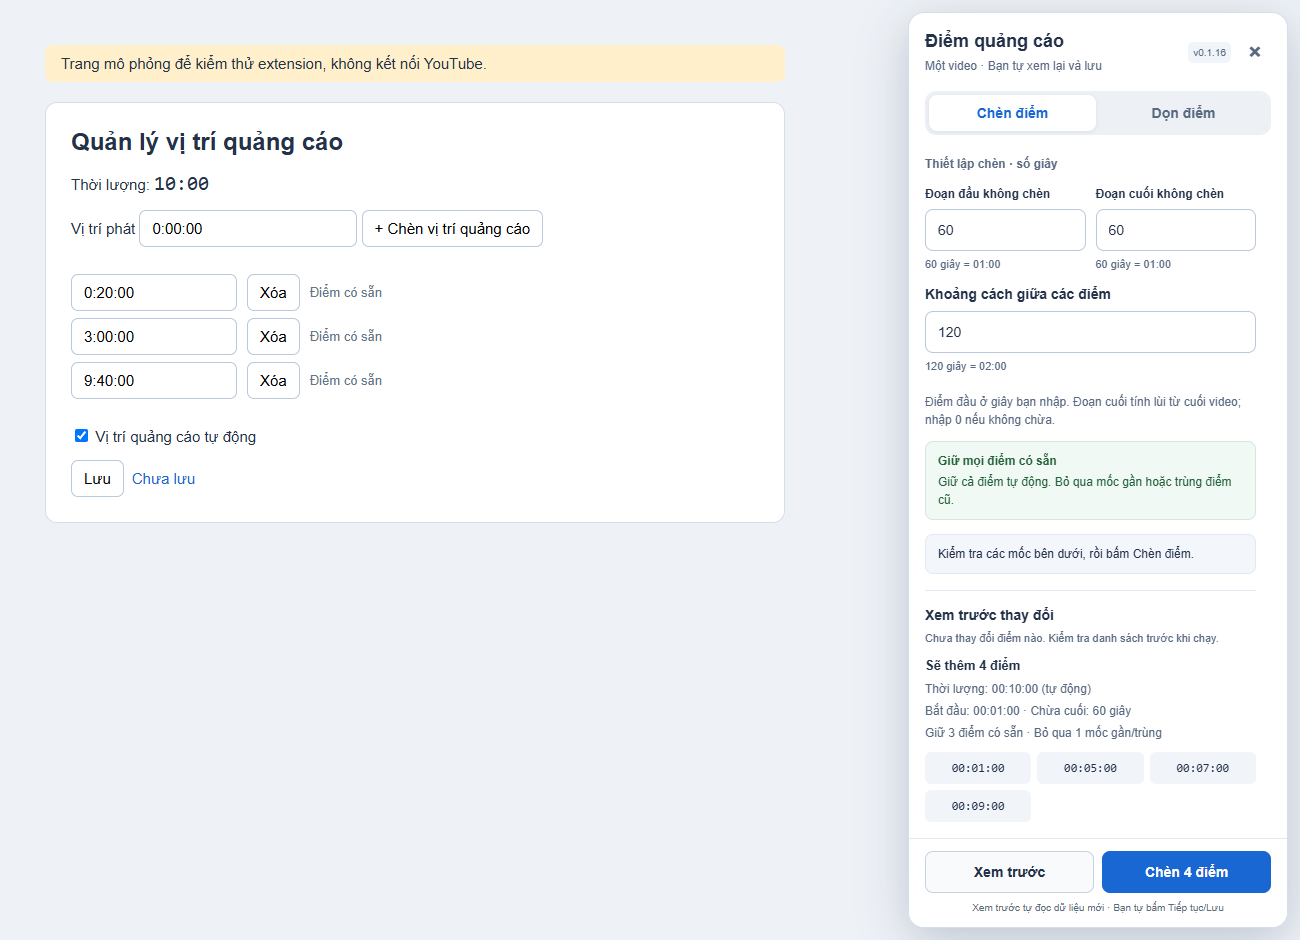 Trang mô phỏng để kiểm thử extension, không kết nối YouTube.
Quản lý vị trí quảng cáo
Thời lượng: 10:00
Vị trí phát 0:00:00 + Chèn vị trí quảng cáo
0:20:00 Xóa Điểm có sẵn
3:00:00 Xóa Điểm có sẵn
9:40:00 Xóa Điểm có sẵn
Vị trí quảng cáo tự động
Lưu Chưa lưu
Điểm quảng cáo
Một video · Bạn tự xem lại và lưu
v0.1.16 ×
Chèn điểm Dọn điểm
Thiết lập chèn · số giây
Đoạn đầu không chèn Đoạn cuối không chèn
60 60
60 giây = 01:00 60 giây = 01:00
Khoảng cách giữa các điểm
120
120 giây = 02:00
Điểm đầu ở giây bạn nhập. Đoạn cuối tính lùi từ cuối video;
nhập 0 nếu không chừa.
Giữ mọi điểm có sẵn
Giữ cả điểm tự động. Bỏ qua mốc gần hoặc trùng điểm
cũ.
Kiểm tra các mốc bên dưới, rồi bấm Chèn điểm.
Xem trước thay đổi
Chưa thay đổi điểm nào. Kiểm tra danh sách trước khi chạy.
Sẽ thêm 4 điểm
Thời lượng: 00:10:00 (tự động)
Bắt đầu: 00:01:00 · Chừa cuối: 60 giây
Giữ 3 điểm có sẵn · Bỏ qua 1 mốc gần/trùng
00:01:00 00:05:00 00:07:00
00:09:00
Xem trước Chèn 4 điểm
Xem trước tự đọc dữ liệu mới · Bạn tự bấm Tiếp tục/Lưu